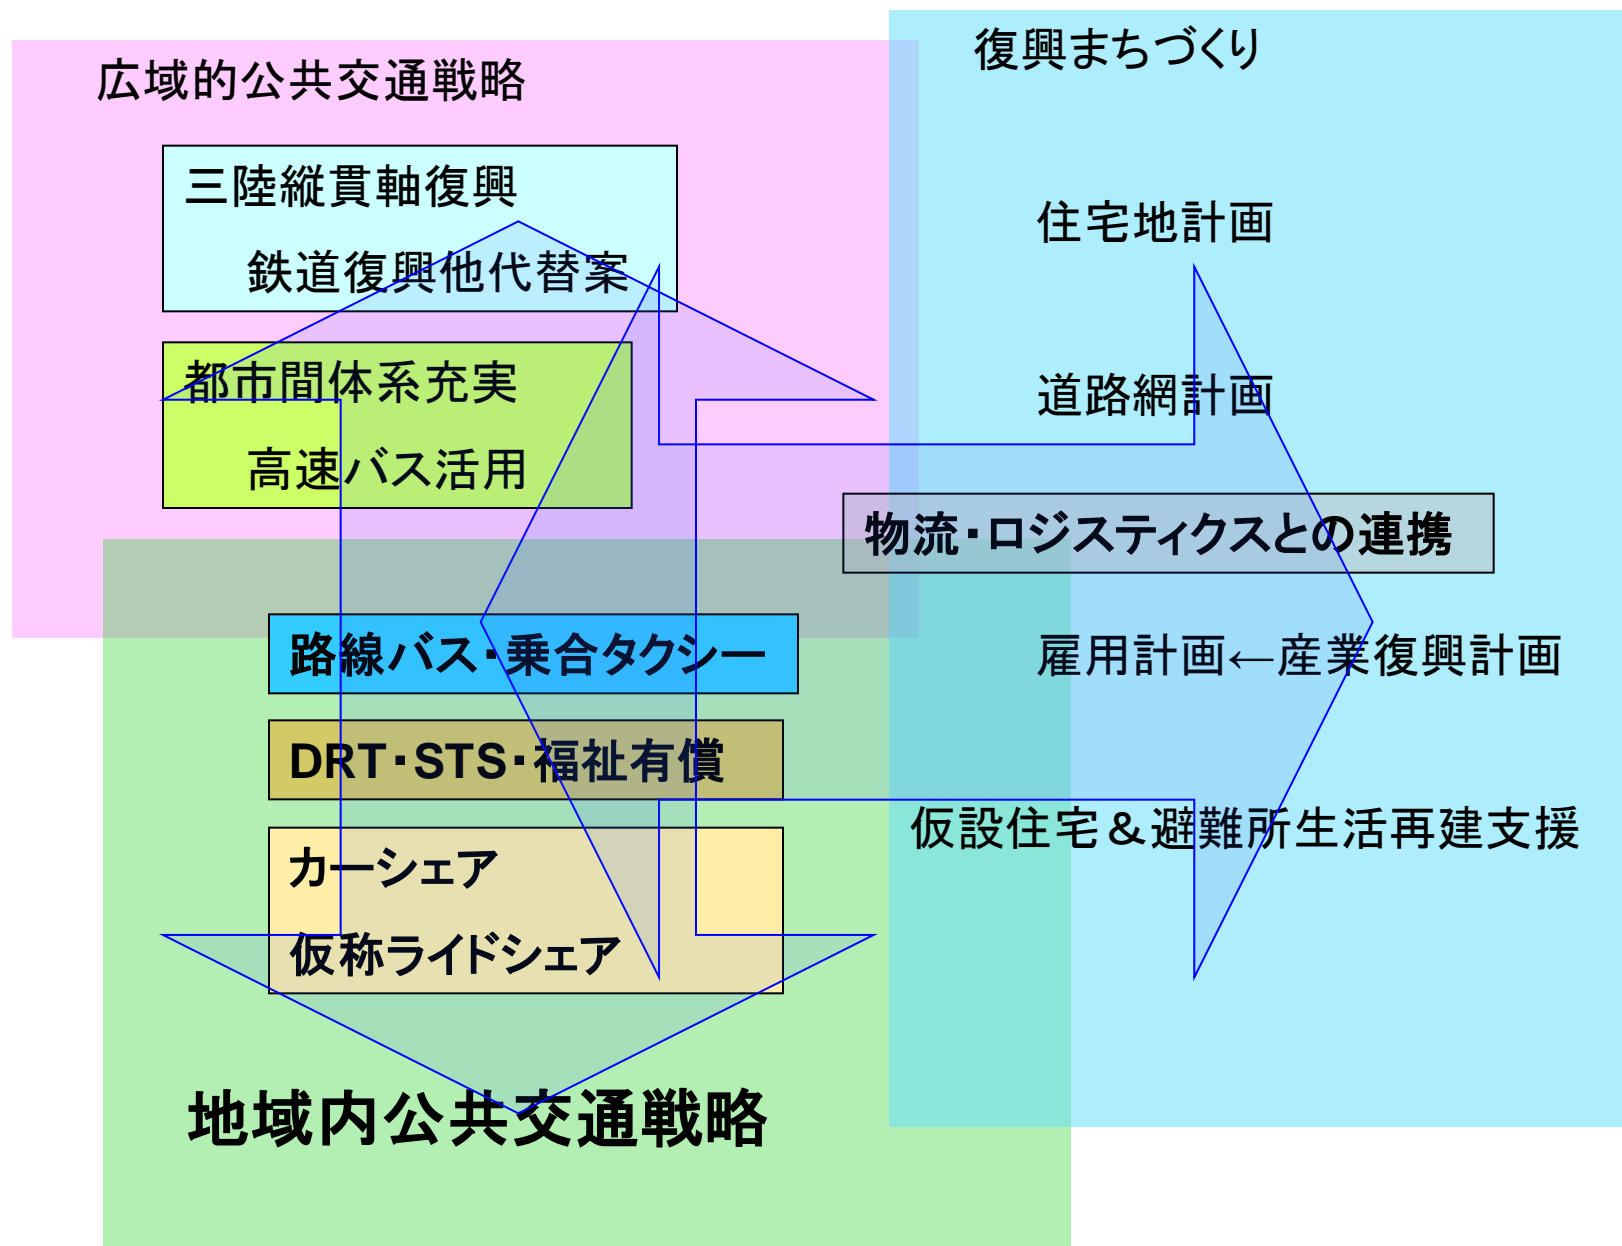 広域的公共交通戦略
三陸縦貫軸復興
鉄道復興他代替案
都市間体系充実
高速バス活用
復興まちづくり
住宅地計画
道路網計画
物流・ロジスティクスとの連携
雇用計画←産業復興計画
仮設住宅＆避難所生活再建支援
路線バス・乗合タクシー
DRT・STS・福祉有償
カーシェア
仮称ライドシェア
地域内公共交通戦略